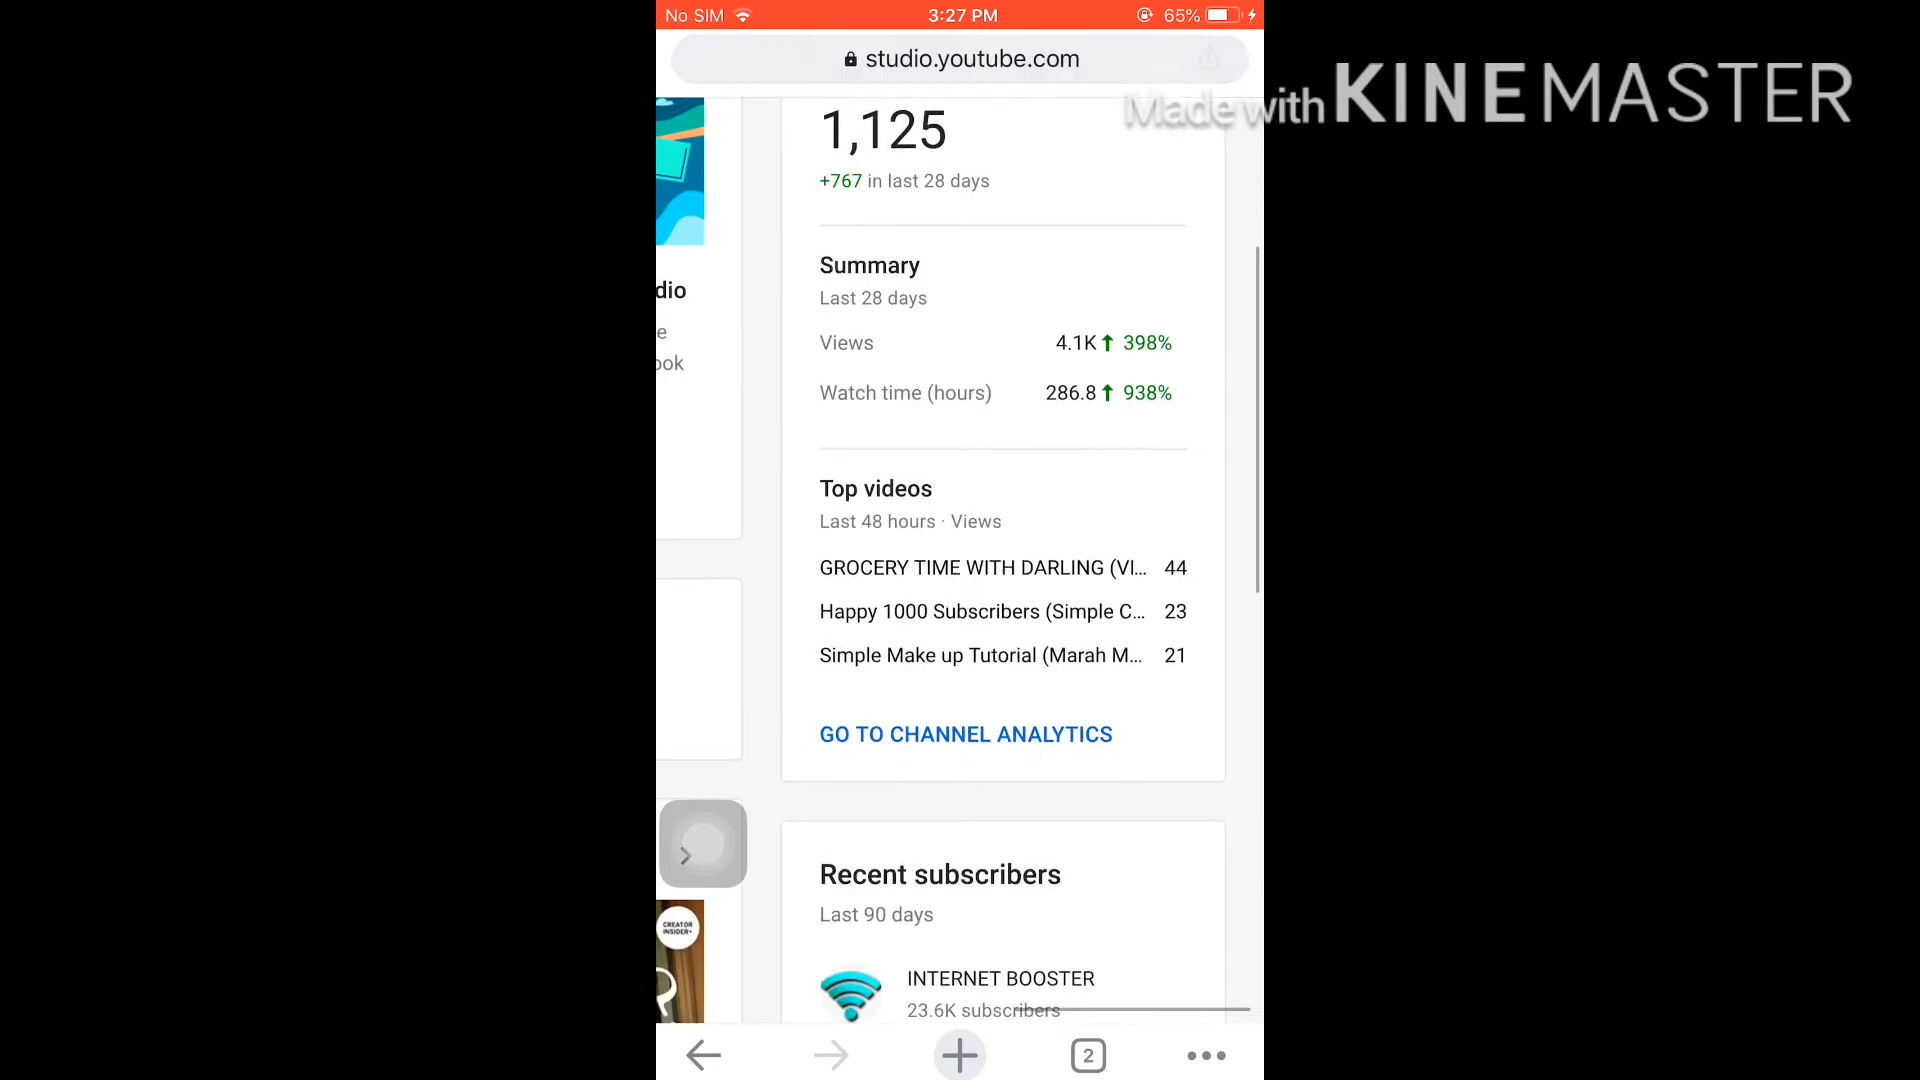 No SIM 3:27 PM 65%
studio.youtube.com
Made with KINEMASTER
1,125
+767 in last 28 days
dio
e
ook
Summary
Last 28 days
Views 4.1K 398%
Watch time (hours) 286.8 938%
Top videos
Last 48 hours · Views
GROCERY TIME WITH DARLING (VI... 44
Happy 1000 Subscribers (Simple C... 23
Simple Make up Tutorial (Marah M... 21
GO TO CHANNEL ANALYTICS
Recent subscribers
Last 90 days
CREATOR
INSIDER
INTERNET BOOSTER
23.6K subscribers
2